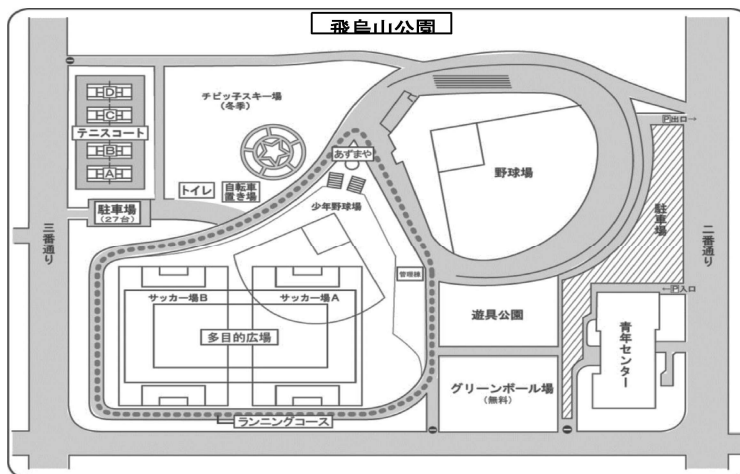 飛鳥山公園
チビッ子スキー場
(冬季)
D
C
テニスコート
B
A
トイレ
自転車
置き場
あずまや
少年野球場
野球場
P出口→
駐車場
駐車場
(27台)
三番通り
二番通り
管理棟
←P入口
サッカー場B
サッカー場A
多目的広場
遊具公園
青年センター
グリーンボール場
(無料)
ランニングコース